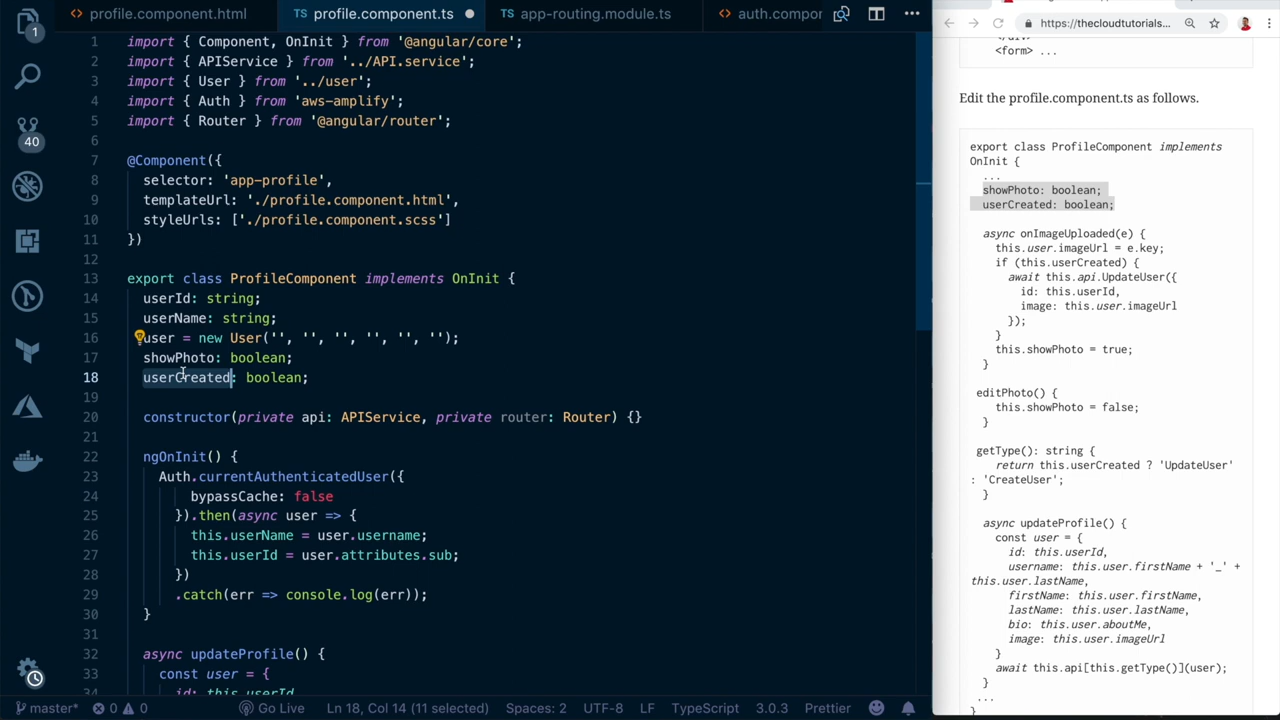 profile.component.html
profile.component.ts
app-routing.module.ts
auth.compor
1
40
1 import { Component, OnInit } from '@angular/core';
2 import { APIService } from '../API.service';
3 import { User } from '../user';
4 import { Auth } from 'aws-amplify';
5 import { Router } from '@angular/router';
6
7 @Component({
8 selector: 'app-profile',
9 templateUrl: './profile.component.html',
10 styleUrls: ['./profile.component.scss']
11 })
12
13 export class ProfileComponent implements OnInit {
14 userId: string;
15 userName: string;
16 user = new User('', '', '', '', '', '');
17 showPhoto: boolean;
18 userCreated: boolean;
19
20 constructor(private api: APIService, private router: Router) {}
21
22 ngOnInit() {
23 Auth.currentAuthenticatedUser({
24 bypassCache: false
25 }).then(async user => {
26 this.userName = user.username;
27 this.userId = user.attributes.sub;
28 })
29 .catch(err => console.log(err));
30 }
31
32 async updateProfile() {
33 const user = {
34 id: this.userId
master* 0 0 Go Live Ln 18, Col 14 (11 selected) Spaces: 2 UTF-8 LF TypeScript 3.0.3 Prettier
https://thecloudtutorials...
</div>
<form> ...
Edit the profile.component.ts as follows.
export class ProfileComponent implements
OnInit {
...
showPhoto: boolean;
userCreated: boolean;
async onImageUploaded(e) {
this.user.imageUrl = e.key;
if (this.userCreated) {
await this.api.UpdateUser({
id: this.userId,
image: this.user.imageUrl
});
}
this.showPhoto = true;
}
editPhoto() {
this.showPhoto = false;
}
getType(): string {
return this.userCreated ? 'UpdateUser'
: 'CreateUser';
}
async updateProfile() {
const user = {
id: this.userId,
username: this.user.firstName + '_' +
this.user.lastName,
firstName: this.user.firstName,
lastName: this.user.lastName,
bio: this.user.aboutMe,
image: this.user.imageUrl
}
await this.api[this.getType()](user);
}
...
}